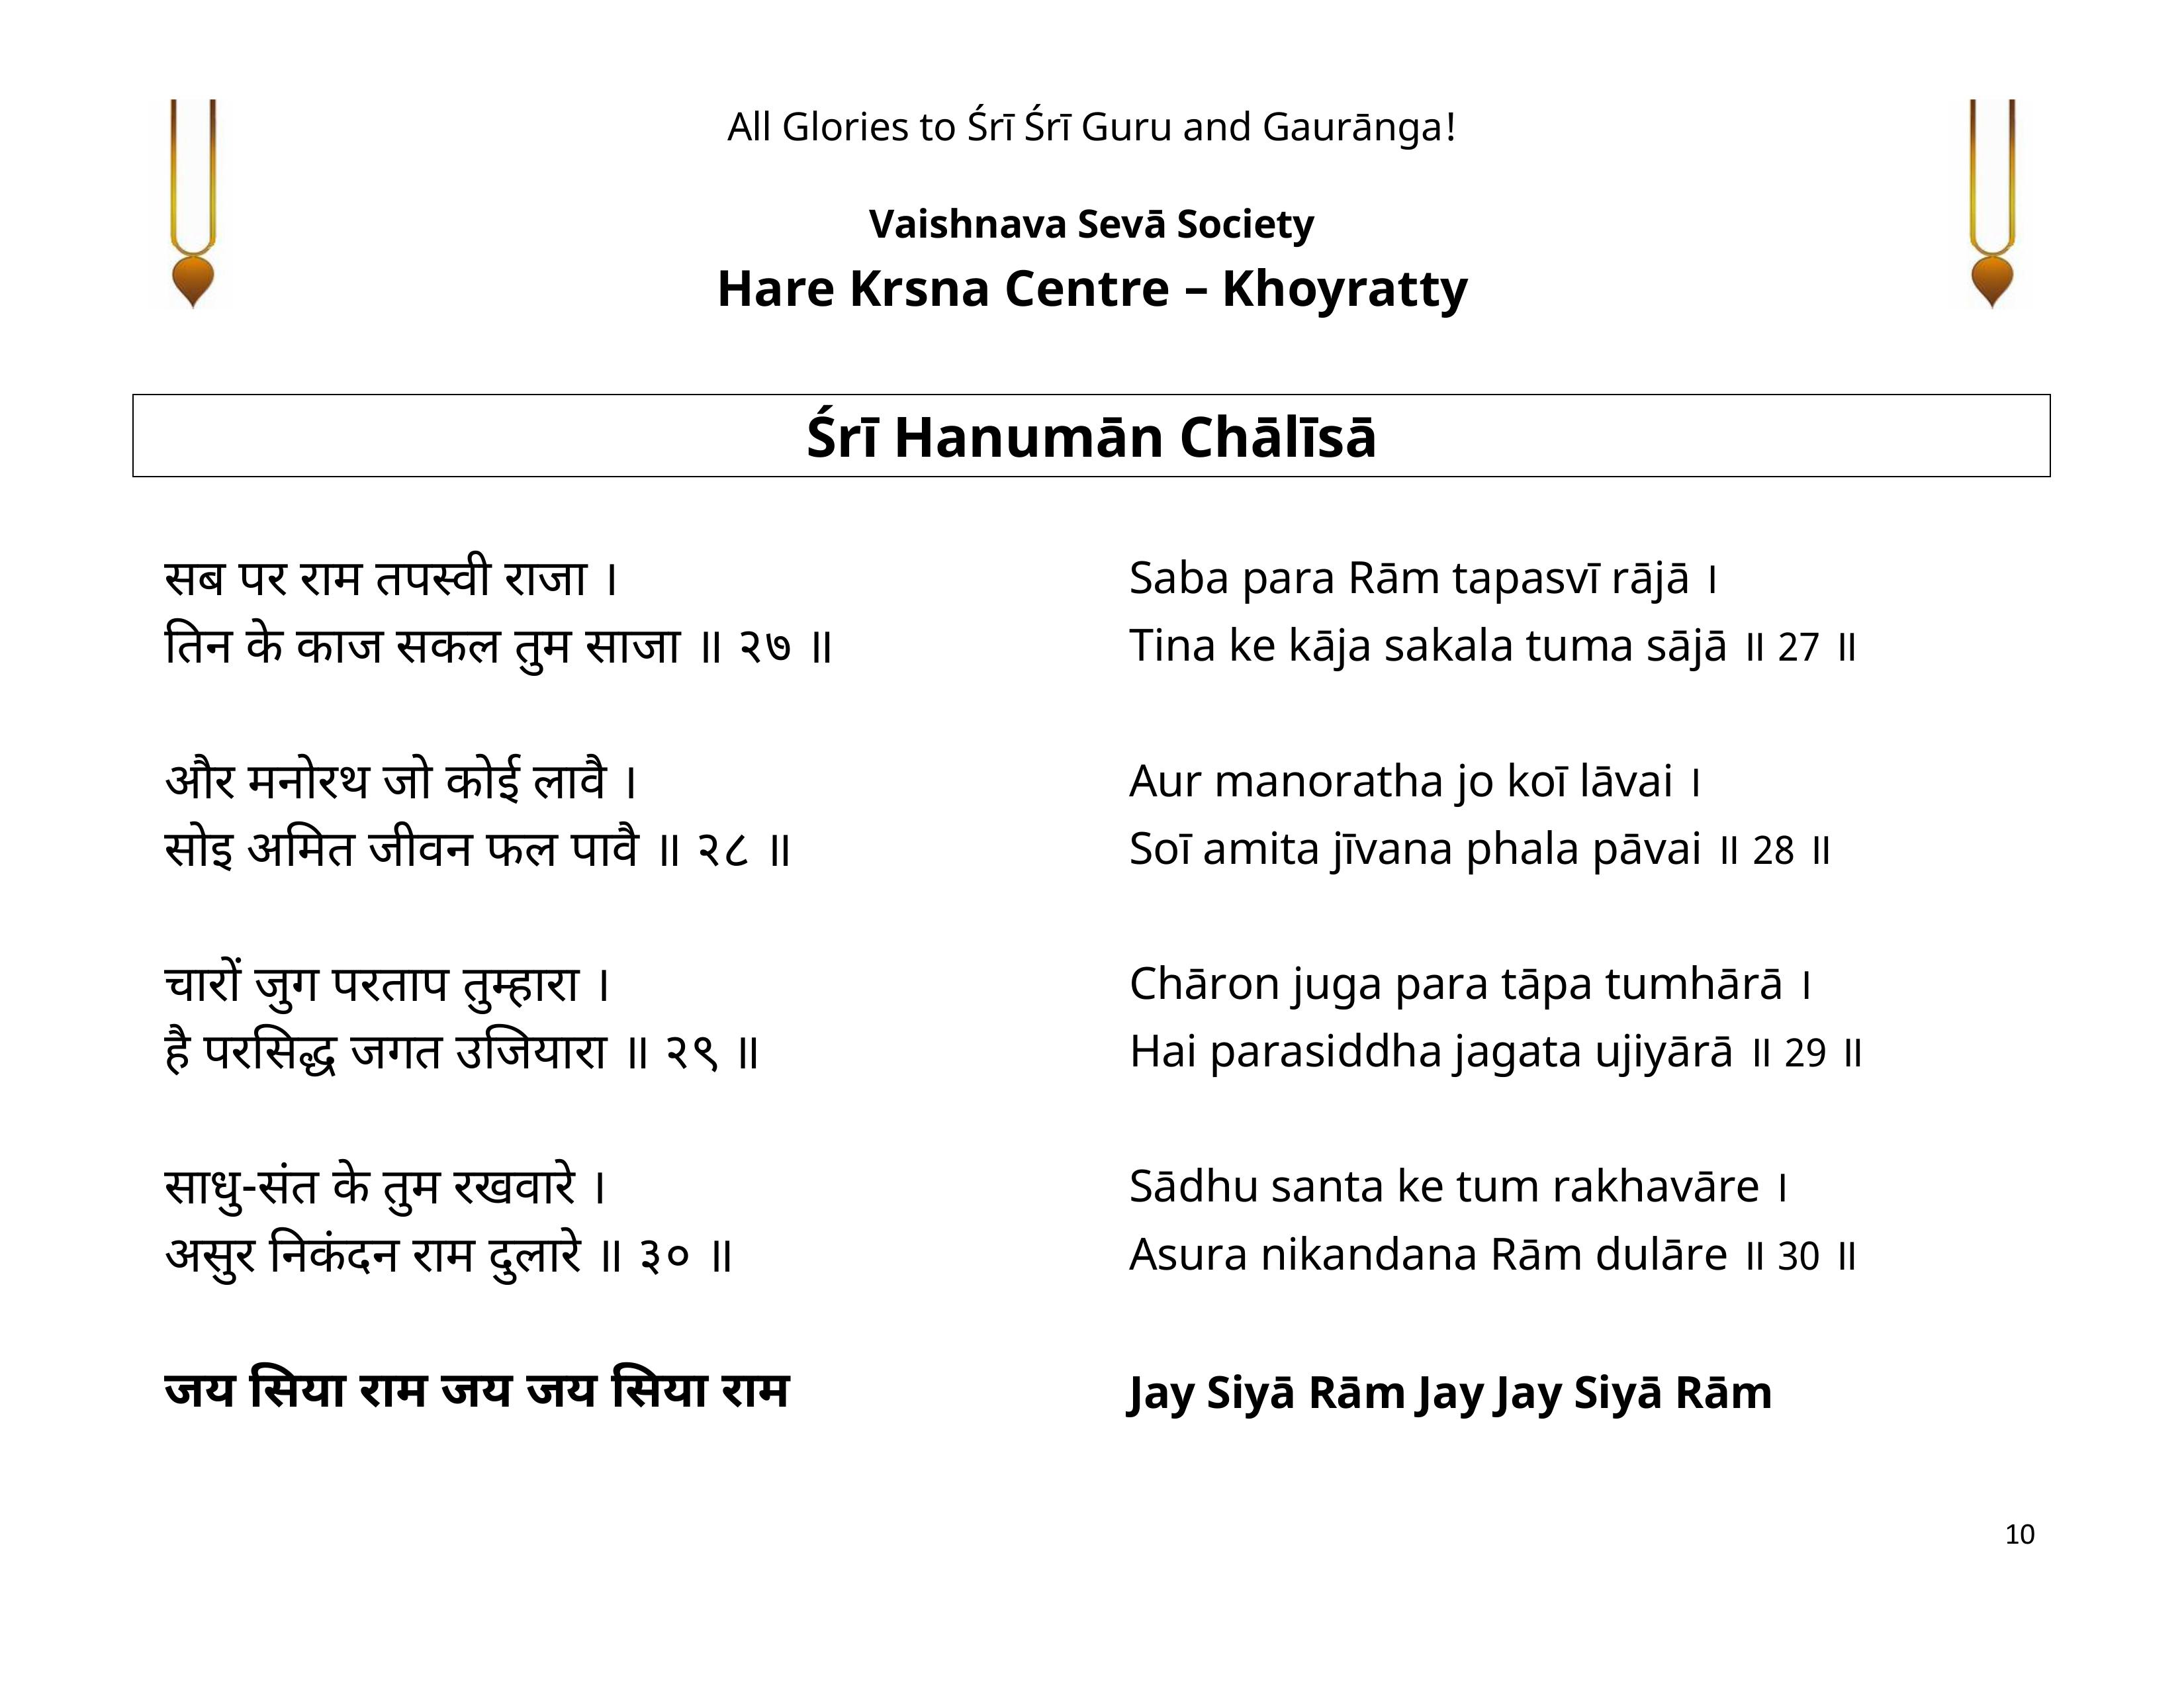 All Glories to Śrī Śrī Guru and Gaurānga!
Vaishnava Sevā Society
Hare Krsna Centre – Khoyratty
Śrī Hanumān Chālīsā
सब पर राम तपस्वी राजा ।
तिन के काज सकल तुम साजा ॥ २७ ॥
और मनोरथ जो कोई लावै ।
सोइ अमित जीवन फल पावै ॥ २८ ॥
चारों जुग परताप तुम्हारा ।
है परसिद्ध जगत उजियारा ॥ २९ ॥
साधु-संत के तुम रखवारे ।
असुर निकंदन राम दुलारे ॥ ३० ॥
जय सिया राम जय जय सिया राम
Saba para Rām tapasvī rājā ।
Tina ke kāja sakala tuma sājā ॥ 27 ॥
Aur manoratha jo koī lāvai ।
Soī amita jīvana phala pāvai ॥ 28 ॥
Chāron juga para tāpa tumhārā ।
Hai parasiddha jagata ujiyārā ॥ 29 ॥
Sādhu santa ke tum rakhavāre ।
Asura nikandana Rām dulāre ॥ 30 ॥
Jay Siyā Rām Jay Jay Siyā Rām
10